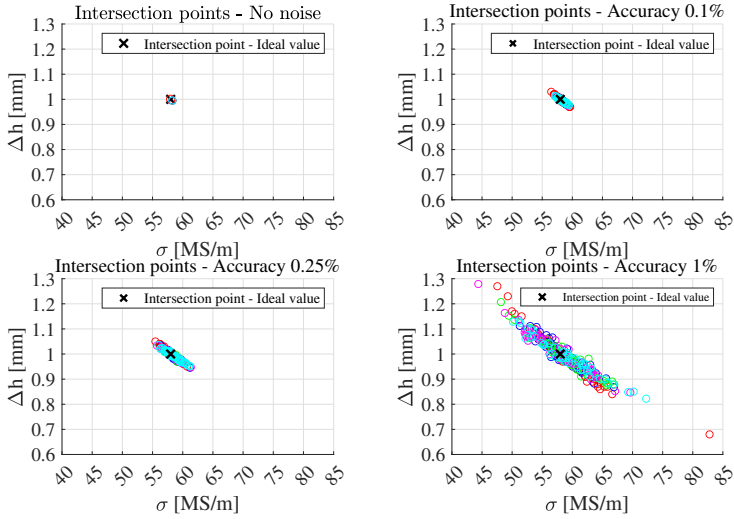 Intersection points - No noise
Intersection point - Ideal value
1.3
1.2
1.1
1
0.9
0.8
0.7
0.6
Δh [mm]
40 45 50 55 60 65 70 75 80 85
σ [MS/m]
Intersection points - Accuracy 0.1%
Intersection point - Ideal value
1.3
1.2
1.1
1
0.9
0.8
0.7
0.6
Δh [mm]
40 45 50 55 60 65 70 75 80 85
σ [MS/m]
Intersection points - Accuracy 0.25%
Intersection point - Ideal value
1.3
1.2
1.1
1
0.9
0.8
0.7
0.6
Δh [mm]
40 45 50 55 60 65 70 75 80 85
σ [MS/m]
Intersection points - Accuracy 1%
Intersection point - Ideal value
1.3
1.2
1.1
1
0.9
0.8
0.7
0.6
Δh [mm]
40 45 50 55 60 65 70 75 80 85
σ [MS/m]